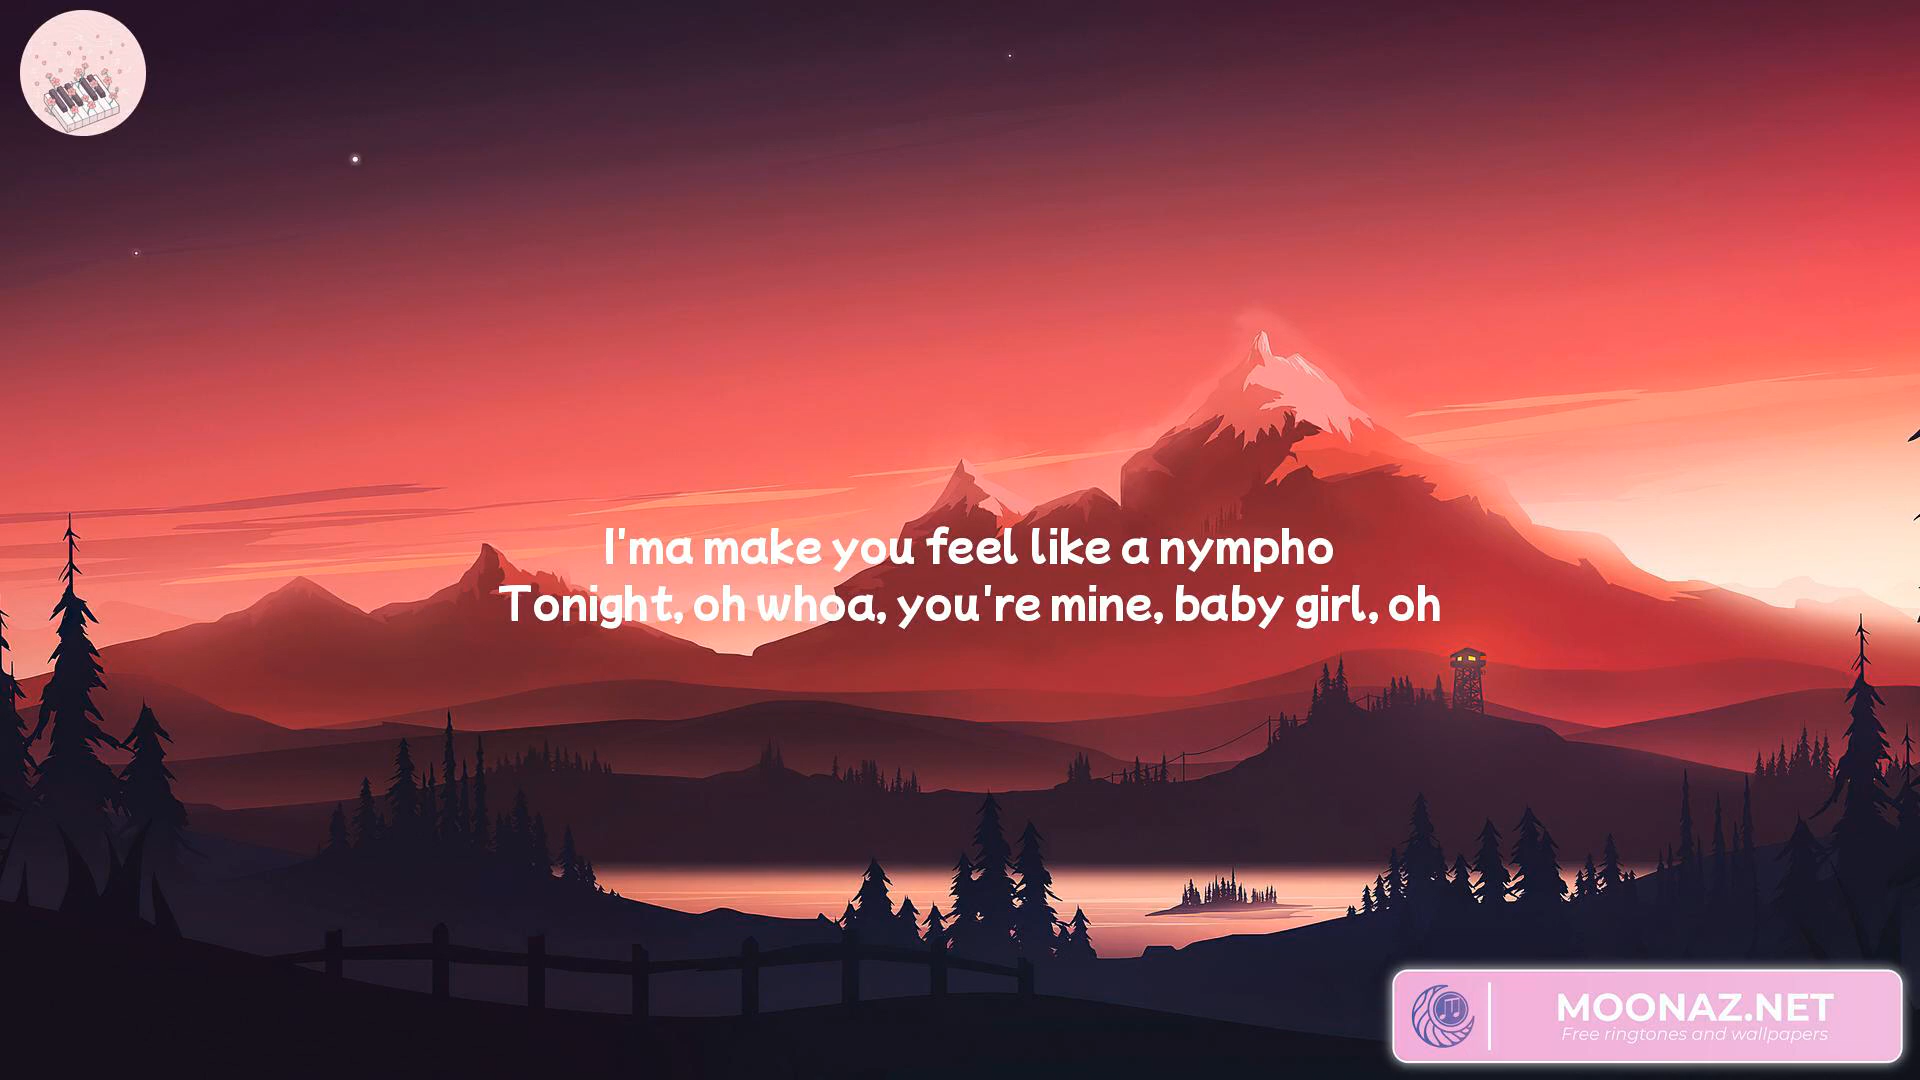 I'ma make you feel like a nympho
Tonight, oh whoa, you're mine, baby girl, oh
MOONAZ.NET
Free ringtones and wallpapers